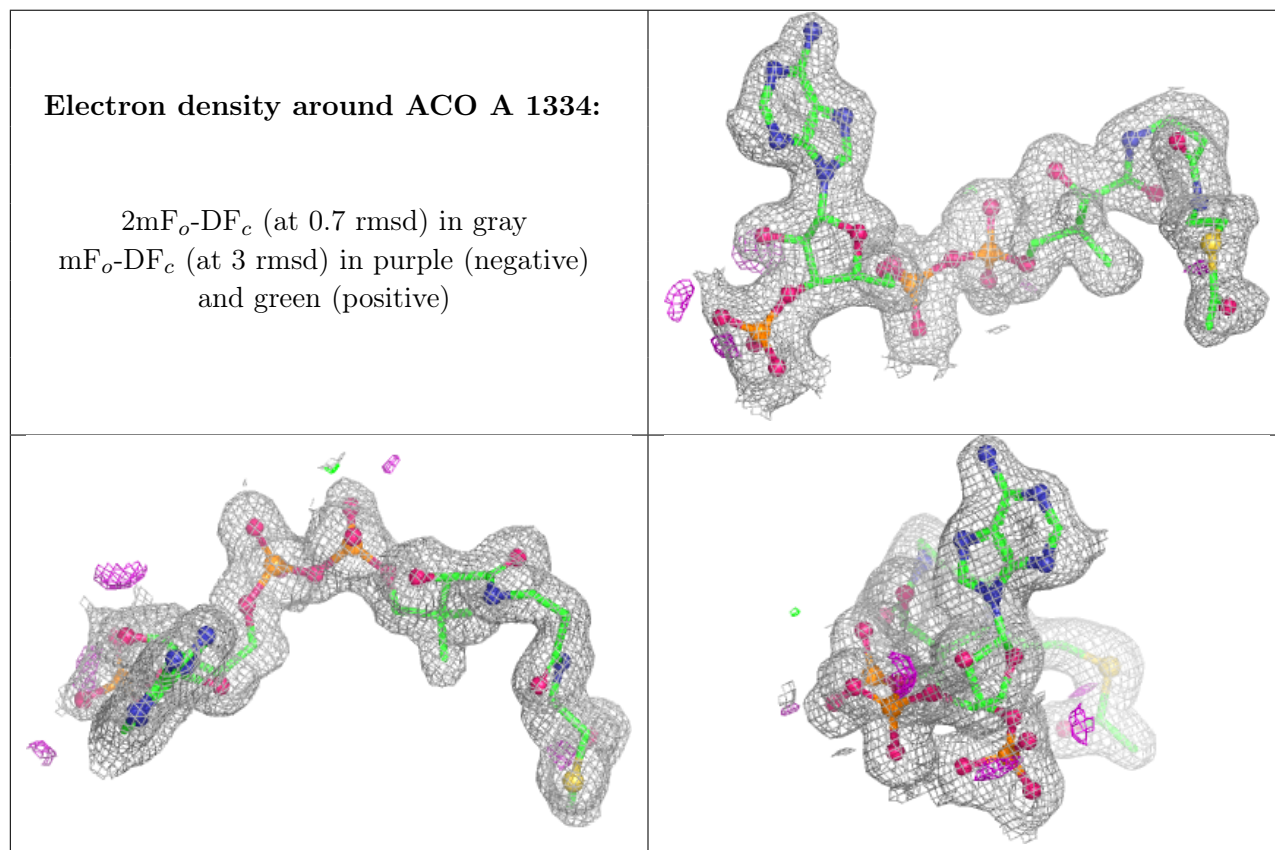 Electron density around ACO A 1334:
2mFo-DFc (at 0.7 rmsd) in gray
mFo-DFc (at 3 rmsd) in purple (negative)
and green (positive)